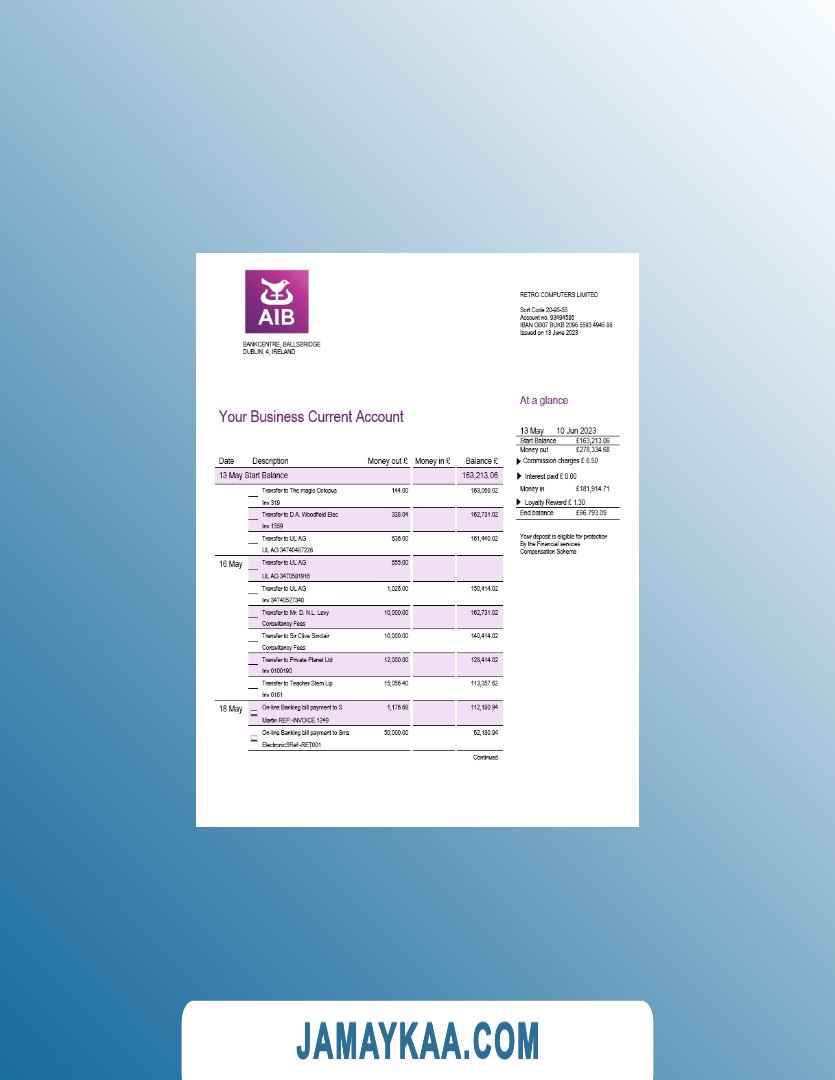 AIB
BANKCENTRE, BALLSBRIDGE
DUBLIN, 4, IRELAND
RETRO COMPUTERS LIMITED
Sort Code 20-95-55
Account no. 93494585
IBAN GB07 BUKB 2096 5593 4945 86
Issued on 13 June 2023
At a glance
13 May 10 Jun 2023
Start Balance £163,213.06
Money out £278,334.68
Commission charges £ 6.50
Interest paid £ 0.00
Money in £181,914.71
Loyalty Reward £ 1.30
End balance £66.793.09
Your deposit is eligible for protection
By the Financial services
Compensation Scheme
Your Business Current Account
Date Description Money out £ Money in £ Balance £
13 May Start Balance 163,213.06
Transfer to The magic Octopus 144.00 163,069.02
Inv 319
Transfer to D.A. Woodfield Elec 338.04 162,731.02
Inv 1559
Transfer to UL AG 636.00 161,440.02
UL AG 34740487226
16 May Transfer to UL AG 655.00
UL AG 3470581916
Transfer to UL AG 1,026.00 150,414.02
Inv 34740527340
Transfer to Mr. D. N.L. Levy 10,000.00 162,731.02
Consultancy Fees
Transfer to Sir Clive Sinclair 10,000.00 140,414.02
Consultancy Fees
Transfer to Private Planet Ltd 12,000.00 128,414.02
Inv 0100190
Transfer to Teacher Stem Lip 15,056.40 113,357.62
Inv 0161
18 May On-line Banking bill payment to S 1,176.68 112,180.94
Martin REF:-INVOICE 1249
On-line Banking bill payment to Sms 50,000.00 62,180.94
ElectronicSRef:-RET001
Continued
JAMAYKAA.COM